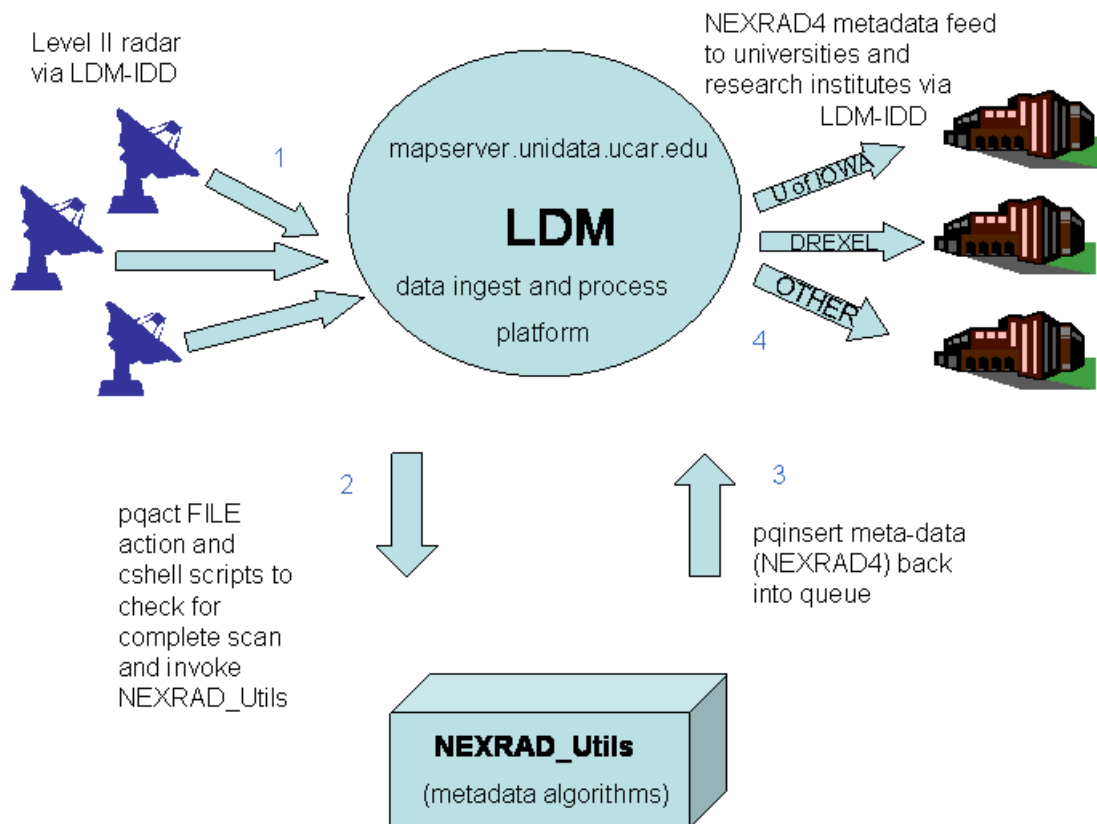 Level II radar
via LDM-IDD
NEXRAD4 metadata feed
to universities and
research institutes via
LDM-IDD
1
mapserver.unidata.ucar.edu
LDM
data ingest and process
platform
U of IOWA
DREXEL
OTHER
4
2
pqact FILE
action and
cshell scripts to
check for
complete scan
and invoke
NEXRAD_Utils
3
pqinsert meta-data
(NEXRAD4) back
into queue
NEXRAD_Utils
(metadata algorithms)